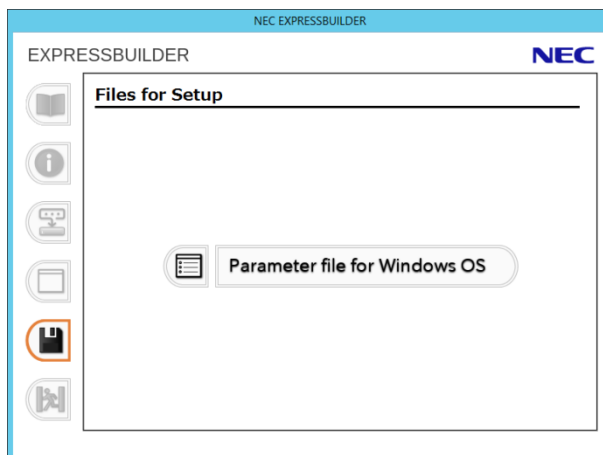 NEC EXPRESSBUILDER
EXPRESSBUILDER
NEC
Files for Setup
Parameter file for Windows OS